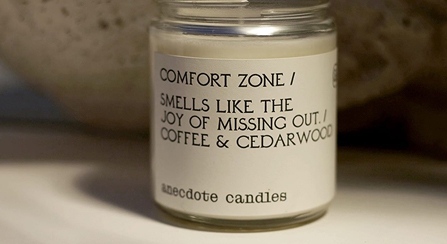 COMFORT ZONE /
SMELLS LIKE THE
JOY OF MISSING OUT. /
COFFEE & CEDARWOOD
anecdote candles